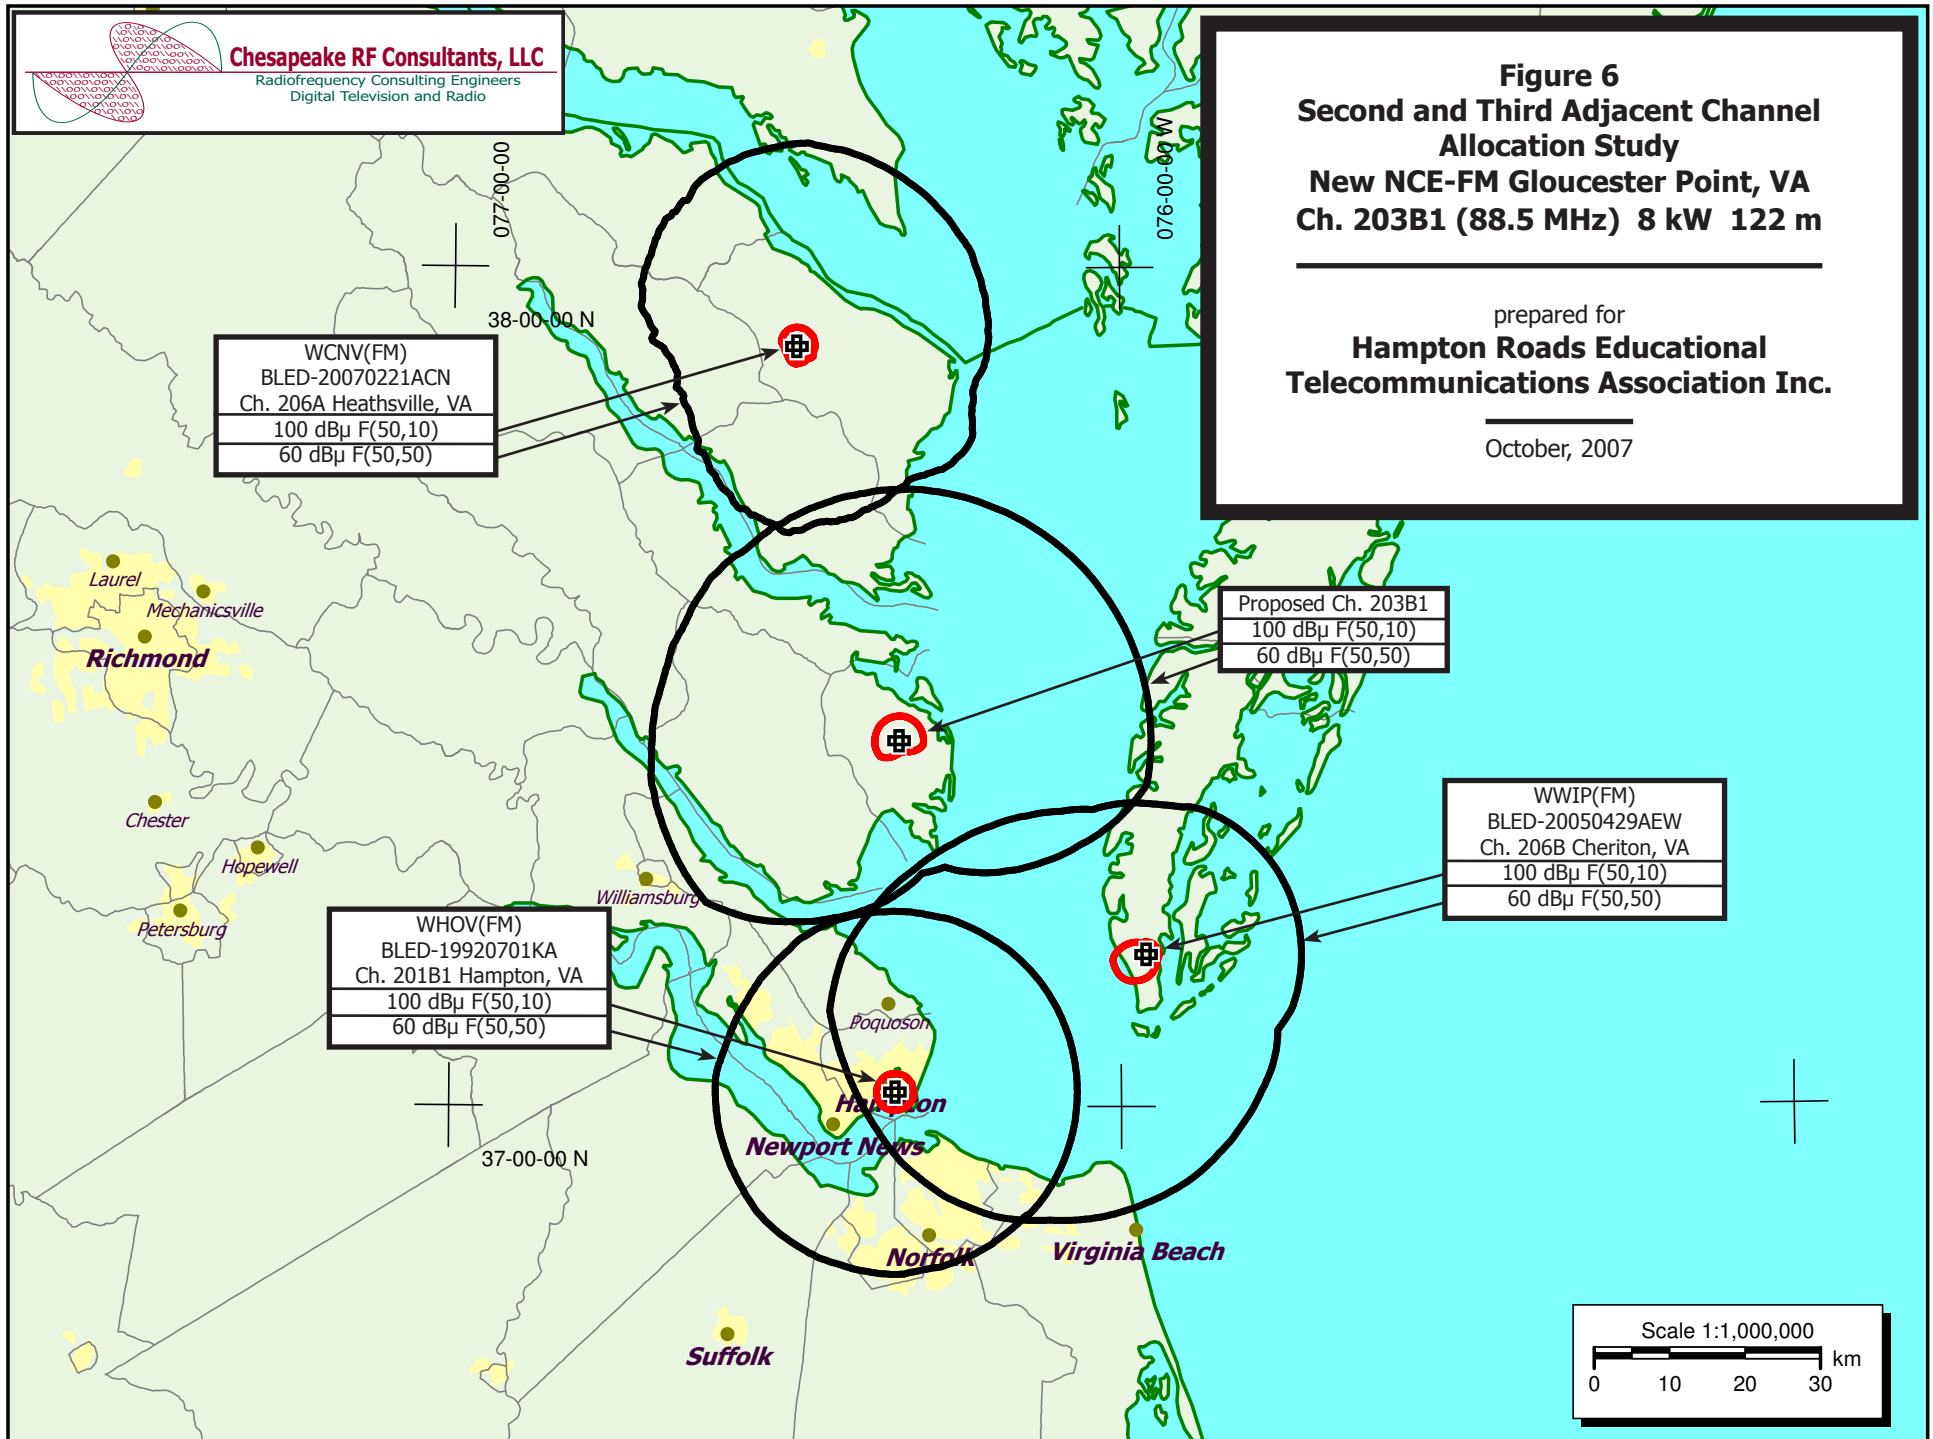 Chesapeake RF Consultants, LLC
Radiofrequency Consulting Engineers
Digital Television and Radio
Figure 6
Second and Third Adjacent Channel
Allocation Study
New NCE-FM Gloucester Point, VA
Ch. 203B1 (88.5 MHz) 8 kW 122 m
prepared for
Hampton Roads Educational
Telecommunications Association Inc.
October, 2007
077-00-00
076-00-00 W
38-00-00 N
WCNV(FM)
BLED-20070221ACN
Ch. 206A Heathsville, VA
100 dBµ F(50,10)
60 dBµ F(50,50)
Laurel
Mechanicsville
Richmond
Proposed Ch. 203B1
100 dBµ F(50,10)
60 dBµ F(50,50)
Chester
Hopewell
Petersburg
Williamsburg
WWIP(FM)
BLED-20050429AEW
Ch. 206B Cheriton, VA
100 dBµ F(50,10)
60 dBµ F(50,50)
WHOV(FM)
BLED-19920701KA
Ch. 201B1 Hampton, VA
100 dBµ F(50,10)
60 dBµ F(50,50)
Poquoson
Hampton
Newport News
37-00-00 N
Norfolk
Virginia Beach
Suffolk
Scale 1:1,000,000
km
0 10 20 30